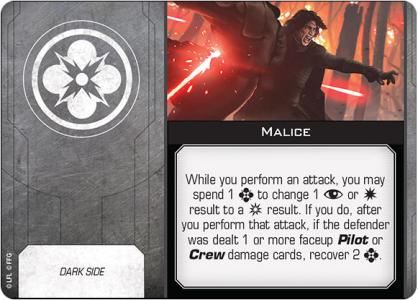 MALICE
While you perform an attack, you may
spend 1 to change 1 or
result to a result. If you do, after
you perform that attack, if the defender
was dealt 1 or more faceup Pilot or
Crew damage cards, recover 2 .
DARK SIDE
© LFL © FFG